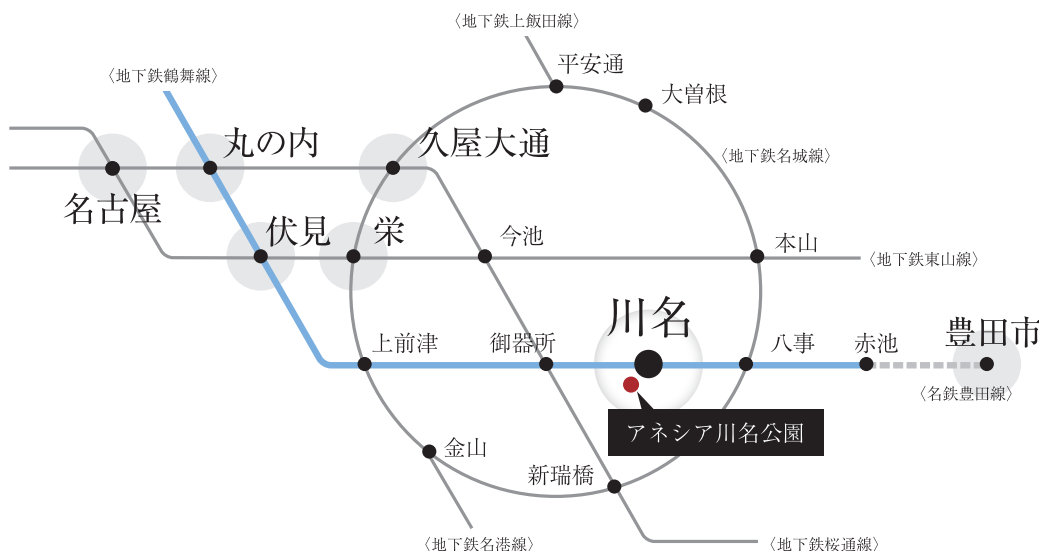 〈地下鉄上飯田線〉
平安通
〈地下鉄鶴舞線〉
大曽根
丸の内
久屋大通
〈地下鉄名城線〉
名古屋
伏見
栄
今池
本山
〈地下鉄東山線〉
川名
上前津
御器所
八事
赤池
豊田市
〈名鉄豊田線〉
アネシア川名公園
金山
新瑞橋
〈地下鉄名港線〉
〈地下鉄桜通線〉